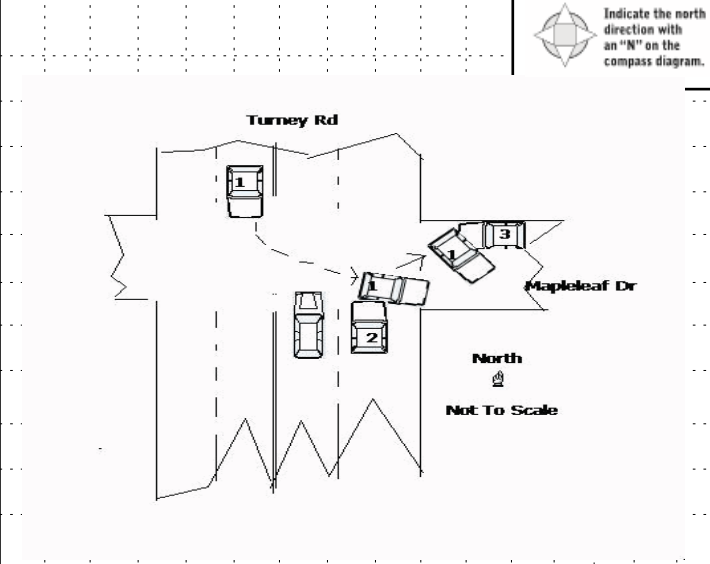 Indicate the north
direction with
an “N” on the
compass diagram.
Turney Rd
1
3
1
1
Mapleleaf Dr
2
North
Not To Scale